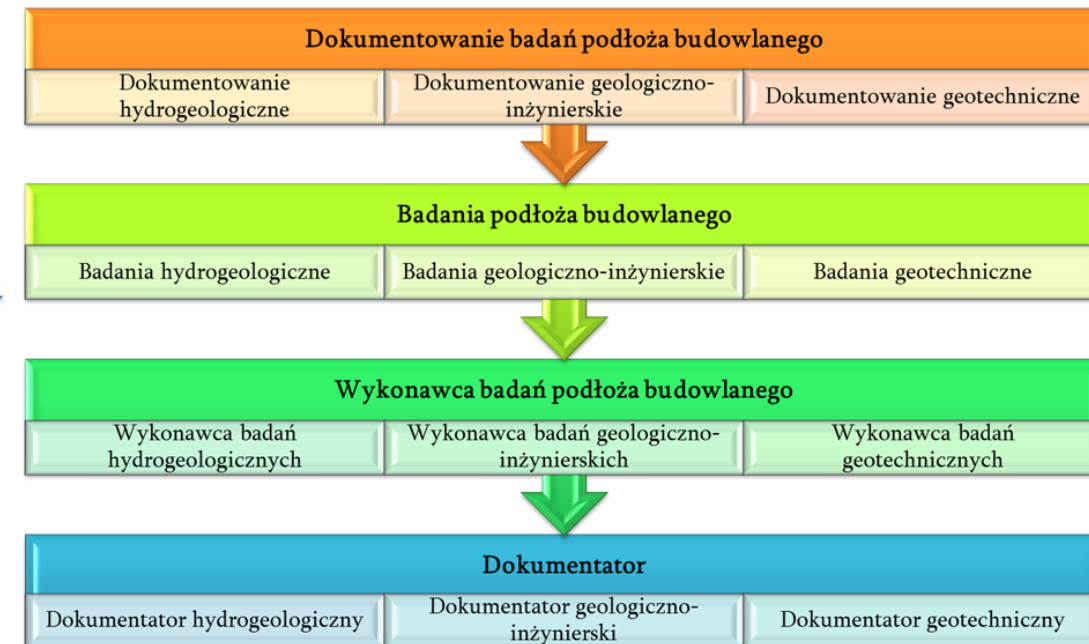 Dokumentowanie badań podłoża budowlanego
Dokumentowanie
hydrogeologiczne
Dokumentowanie geologiczno-
inżynierskie
Dokumentowanie geotechniczne
Badania podłoża budowlanego
Badania hydrogeologiczne
Badania geologiczno-inżynierskie
Badania geotechniczne
Wykonawca badań podłoża budowlanego
Wykonawca badań
hydrogeologicznych
Wykonawca badań geologiczno-
inżynierskich
Wykonawca badań
geotechnicznych
Dokumentator
Dokumentator hydrogeologiczny
Dokumentator geologiczno-
inżynierski
Dokumentator geotechniczny